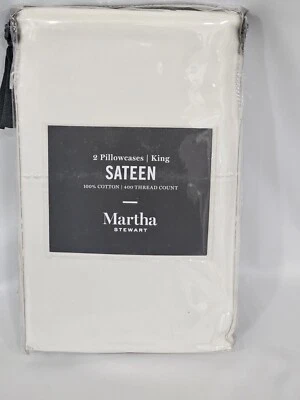 2 Pillowcases | King
SATEEN
100% COTTON | 400 THREAD COUNT
Martha
STEWART